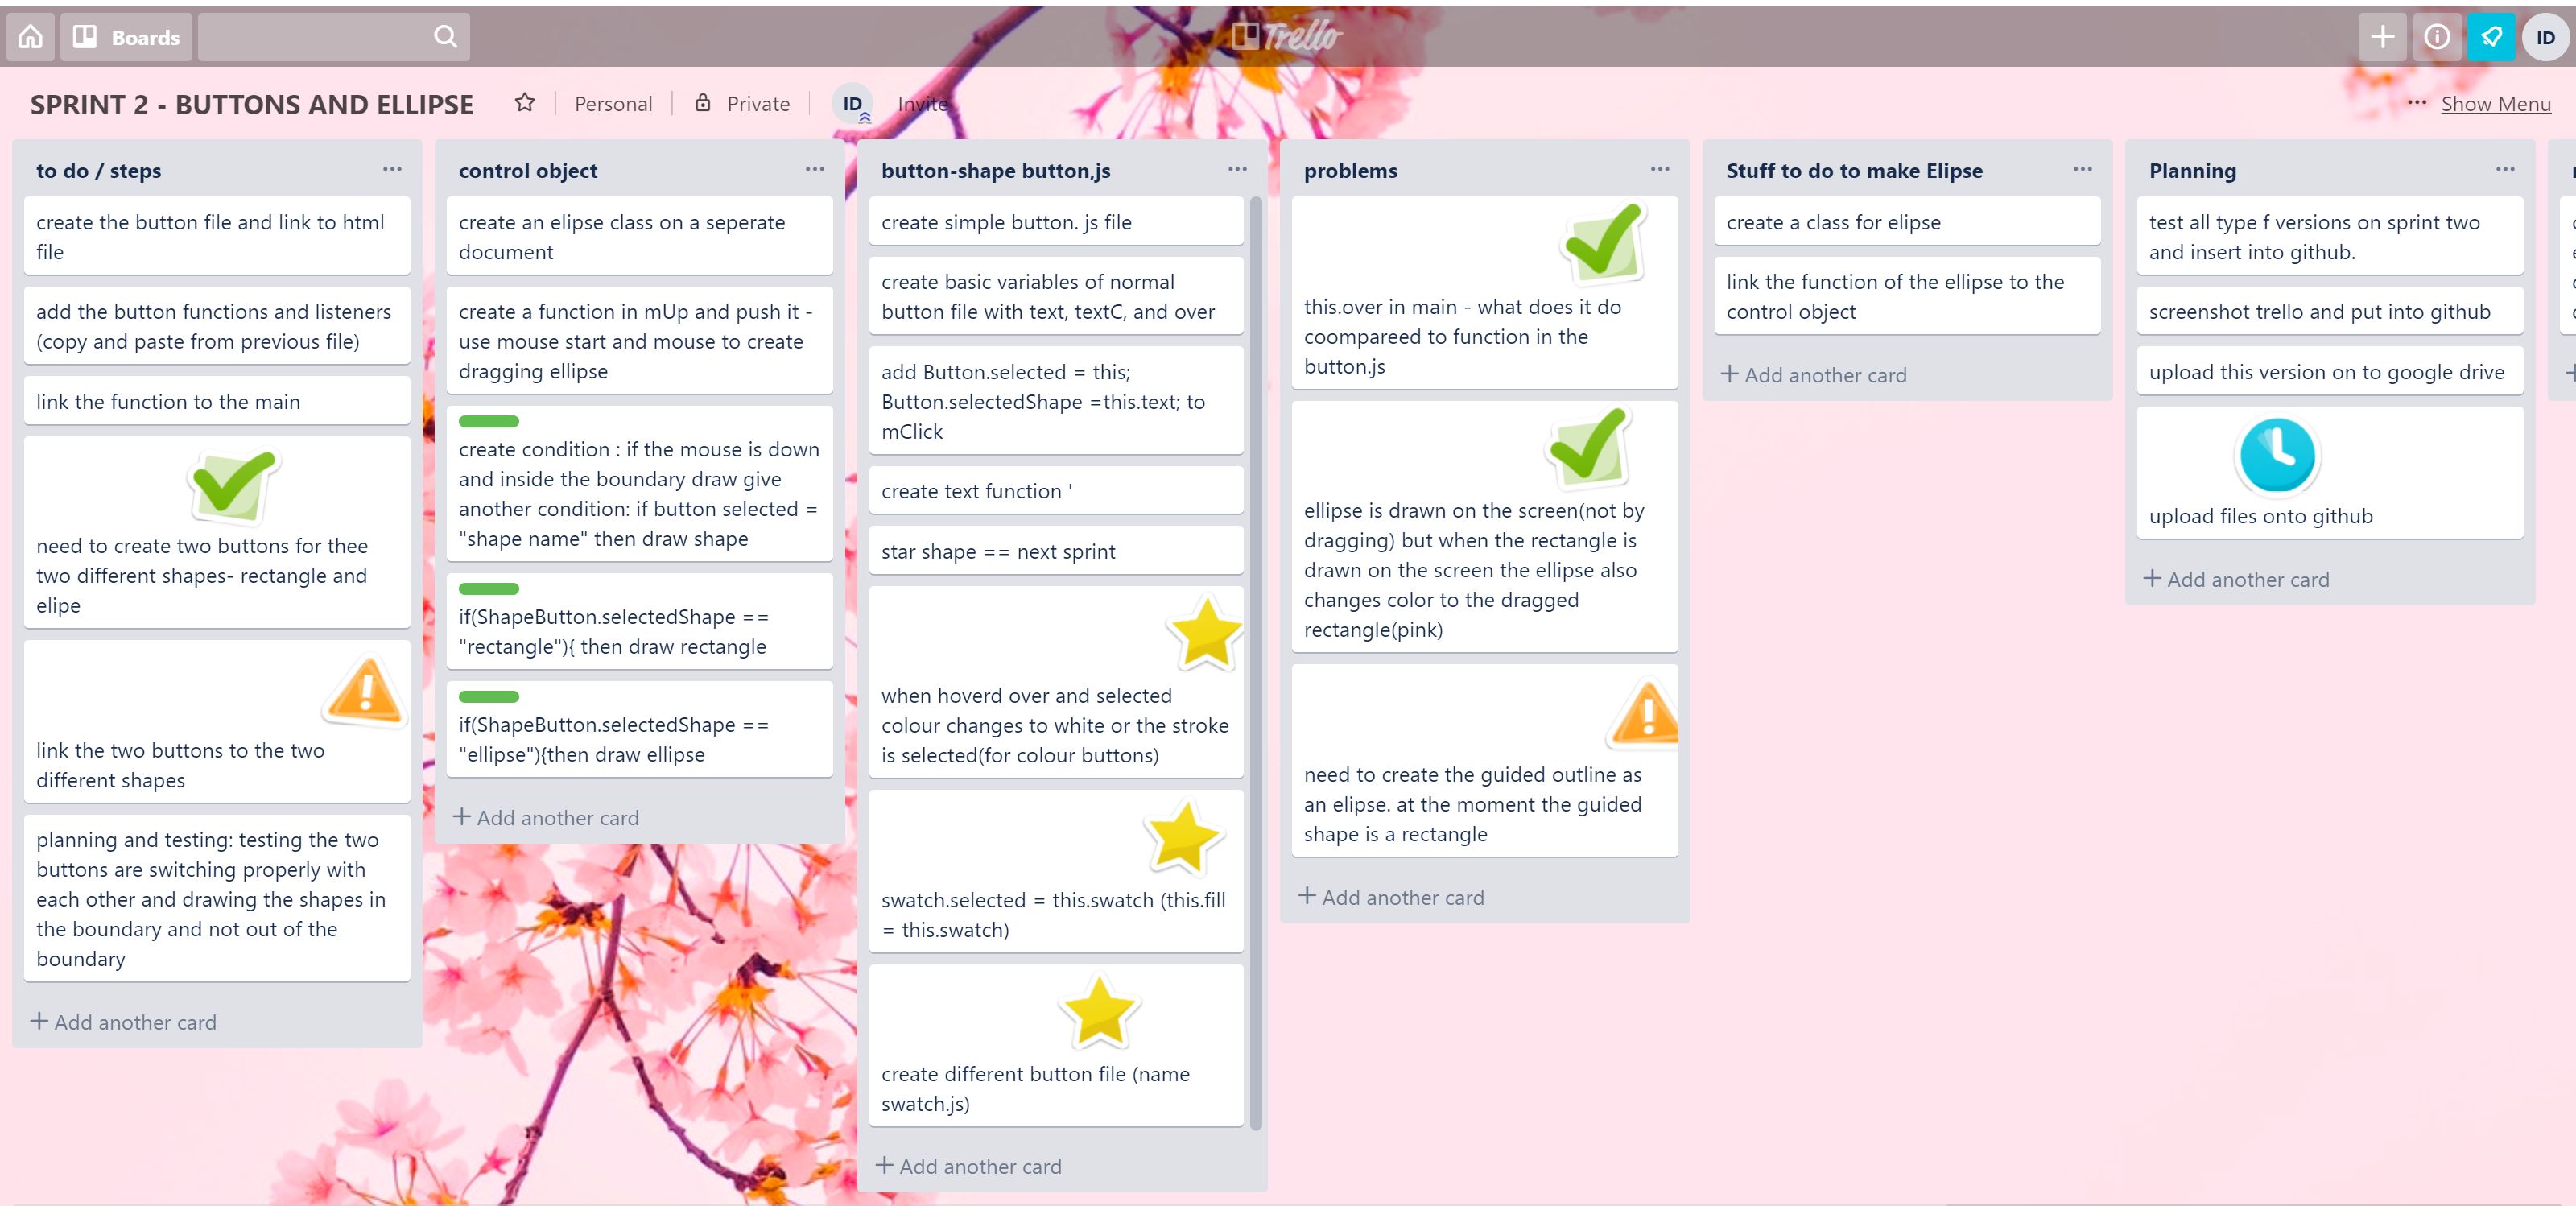 Boards
Trello
ID
SPRINT 2 - BUTTONS AND ELLIPSE
Personal
Private
ID
Invite
... Show Menu
to do / steps
create the button file and link to html
file
add the button functions and listeners
(copy and paste from previous file)
link the function to the main
need to create two buttons for thee
two different shapes- rectangle and
elipe
link the two buttons to the two
different shapes
planning and testing: testing the two
buttons are switching properly with
each other and drawing the shapes in
the boundary and not out of the
boundary
+ Add another card
control object
create an elipse class on a seperate
document
create a function in mUp and push it -
use mouse start and mouse to create
dragging ellipse
create condition : if the mouse is down
and inside the boundary draw give
another condition: if button selected =
"shape name" then draw shape
if(ShapeButton.selectedShape ==
"rectangle"){ then draw rectangle
if(ShapeButton.selectedShape ==
"ellipse"){then draw ellipse
+ Add another card
button-shape button,js
create simple button. js file
create basic variables of normal
button file with text, textC, and over
add Button.selected = this;
Button.selectedShape =this.text; to
mClick
create text function '
star shape == next sprint
when hoverd over and selected
colour changes to white or the stroke
is selected(for colour buttons)
swatch.selected = this.swatch (this.fill
= this.swatch)
create different button file (name
swatch.js)
+ Add another card
problems
this.over in main - what does it do
coompareed to function in the
button.js
ellipse is drawn on the screen(not by
dragging) but when the rectangle is
drawn on the screen the ellipse also
changes color to the dragged
rectangle(pink)
need to create the guided outline as
an elipse. at the moment the guided
shape is a rectangle
+ Add another card
Stuff to do to make Elipse
create a class for elipse
link the function of the ellipse to the
control object
+ Add another card
Planning
test all type f versions on sprint two
and insert into github.
screenshot trello and put into github
upload this version on to google drive
upload files onto github
+ Add another card